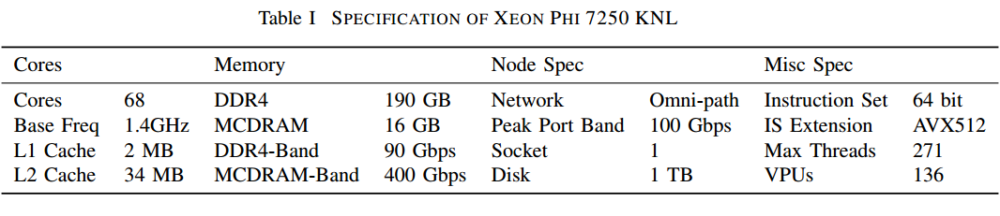 Table I SPECIFICATION OF XEON PHI 7250 KNL
Cores Memory Node Spec Misc Spec
Cores 68 DDR4 190 GB Network Omni-path Instruction Set 64 bit
Base Freq 1.4GHz MCDRAM 16 GB Peak Port Band 100 Gbps IS Extension AVX512
L1 Cache 2 MB DDR4-Band 90 Gbps Socket 1 Max Threads 271
L2 Cache 34 MB MCDRAM-Band 400 Gbps Disk 1 TB VPUs 136